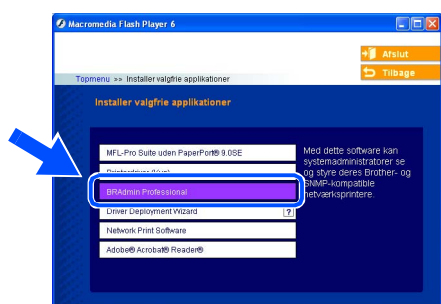 Macromedia Flash Player 6
Afslut
Tilbage
Topmenu >> Installer valgfrie applikationer
Installer valgfrie applikationer
MFL-Pro Suite uden PaperPort® 9.0SE
Med dette software kan
systemadministratorer se
og styre deres Brother- og
SNMP-kompatible
netværksprintere.
Printerdriver (Kun)
BRAdmin Professional
Driver Deployment Wizard ?
Network Print Software
Adobe® Acrobat® Reader®